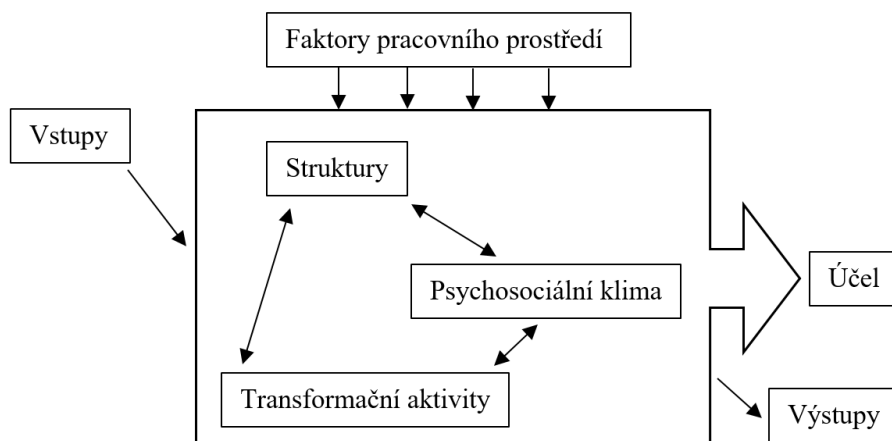 Faktory pracovního prostředí
Vstupy
Struktury
Psychosociální klima
Účel
Transformační aktivity
Výstupy